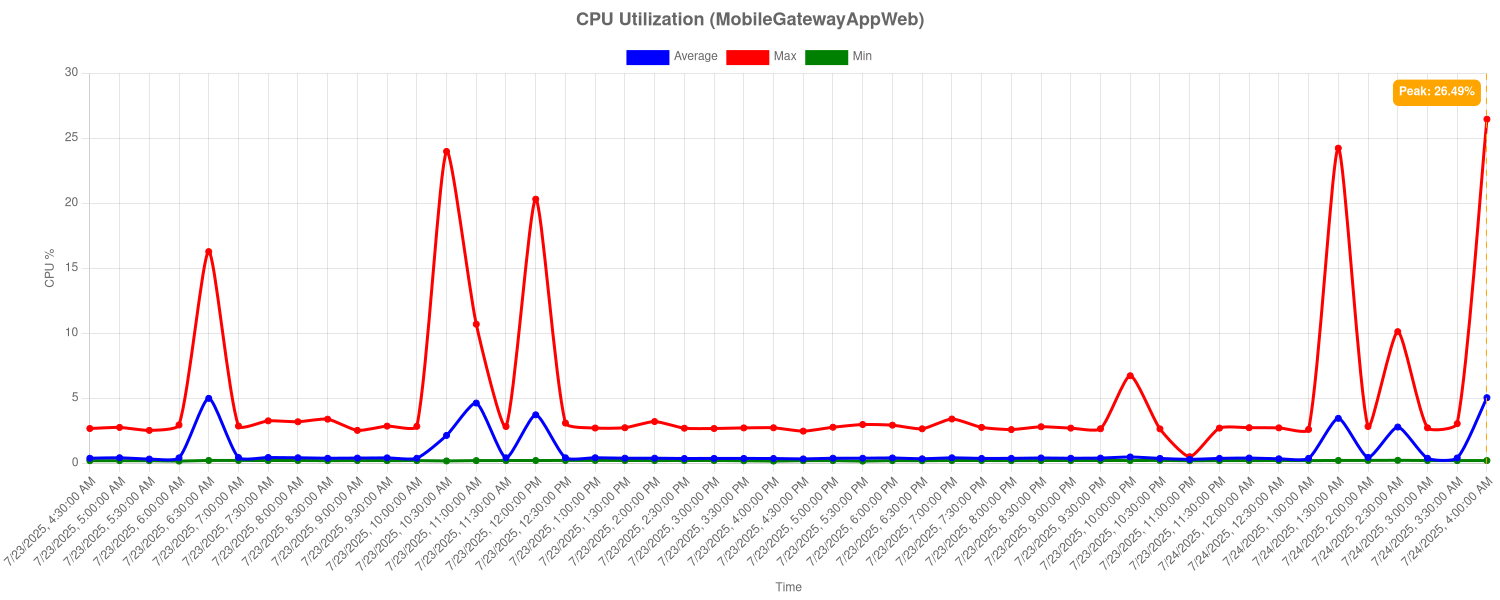 CPU Utilization (MobileGatewayAppWeb)
Average
Max
Min
Peak: 26.49%
30
25
20
15
10
5
0
CPU %
7/23/2025, 4:30:00 AM
7/23/2025, 5:00:00 AM
7/23/2025, 5:30:00 AM
7/23/2025, 6:00:00 AM
7/23/2025, 6:30:00 AM
7/23/2025, 7:00:00 AM
7/23/2025, 7:30:00 AM
7/23/2025, 8:00:00 AM
7/23/2025, 8:30:00 AM
7/23/2025, 9:00:00 AM
7/23/2025, 9:30:00 AM
7/23/2025, 10:00:00 AM
7/23/2025, 10:30:00 AM
7/23/2025, 11:00:00 AM
7/23/2025, 11:30:00 AM
7/23/2025, 12:00:00 PM
7/23/2025, 12:30:00 PM
7/23/2025, 1:00:00 PM
7/23/2025, 1:30:00 PM
7/23/2025, 2:00:00 PM
7/23/2025, 2:30:00 PM
7/23/2025, 3:00:00 PM
7/23/2025, 3:30:00 PM
7/23/2025, 4:00:00 PM
7/23/2025, 4:30:00 PM
7/23/2025, 5:00:00 PM
7/23/2025, 5:30:00 PM
7/23/2025, 6:00:00 PM
7/23/2025, 6:30:00 PM
7/23/2025, 7:00:00 PM
7/23/2025, 7:30:00 PM
7/23/2025, 8:00:00 PM
7/23/2025, 8:30:00 PM
7/23/2025, 9:00:00 PM
7/23/2025, 9:30:00 PM
7/23/2025, 10:00:00 PM
7/23/2025, 10:30:00 PM
7/23/2025, 11:00:00 PM
7/23/2025, 11:30:00 PM
7/24/2025, 12:00:00 AM
7/24/2025, 12:30:00 AM
7/24/2025, 1:00:00 AM
7/24/2025, 1:30:00 AM
7/24/2025, 2:00:00 AM
7/24/2025, 2:30:00 AM
7/24/2025, 3:00:00 AM
7/24/2025, 3:30:00 AM
7/24/2025, 4:00:00 AM
Time